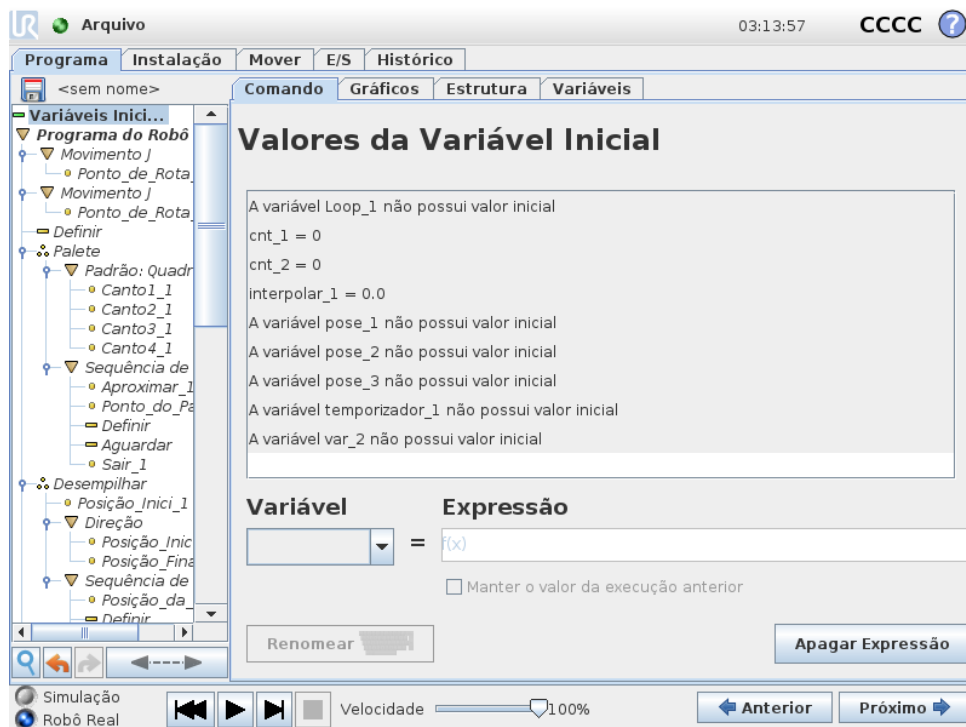 Arquivo
03:13:57
CCCC
?
Programa
Instalação
Mover
E/S
Histórico
<sem nome>
Comando
Gráficos
Estrutura
Variáveis
Variáveis Inici...
Programa do Robô
Movimento J
Ponto_de_Rota_
Movimento J
Ponto_de_Rota_
Definir
Palete
Padrão: Quadr
Canto1_1
Canto2_1
Canto3_1
Canto4_1
Sequência de
Aproximar_1
Ponto_do_Pa
Definir
Aguardar
Sair_1
Desempilhar
Posição_Inici_1
Direção
Posição_Inic
Posição_Fina
Sequência de
Posição_da_
Definir
Valores da Variável Inicial
A variável Loop_1 não possui valor inicial
cnt_1 = 0
cnt_2 = 0
interpolar_1 = 0.0
A variável pose_1 não possui valor inicial
A variável pose_2 não possui valor inicial
A variável pose_3 não possui valor inicial
A variável temporizador_1 não possui valor inicial
A variável var_2 não possui valor inicial
Variável
Expressão
=
f(x)
Manter o valor da execução anterior
Renomear
Apagar Expressão
Simulação
Robô Real
Velocidade
100%
Anterior
Próximo